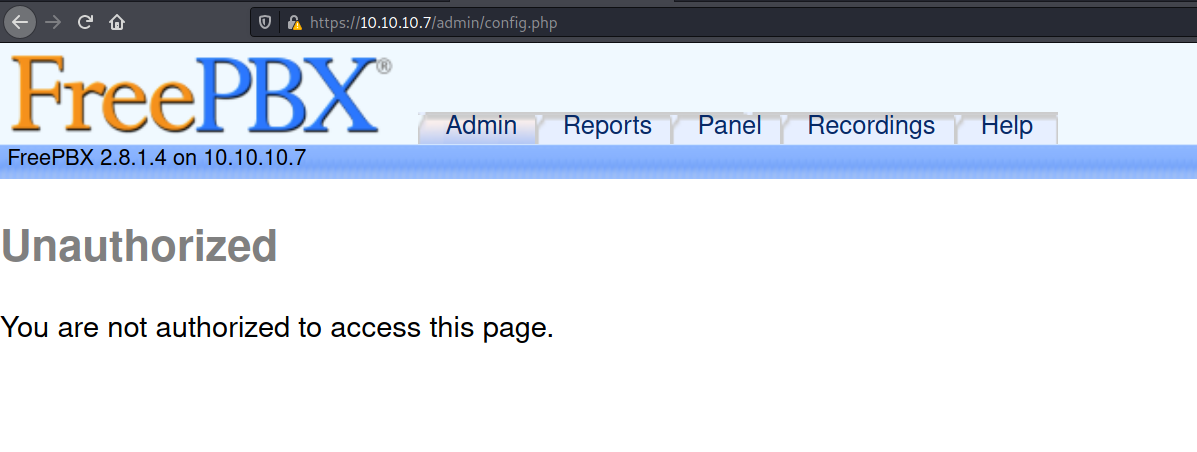 https://10.10.10.7/admin/config.php
FreePBX®
Admin Reports Panel Recordings Help
FreePBX 2.8.1.4 on 10.10.10.7
Unauthorized
You are not authorized to access this page.